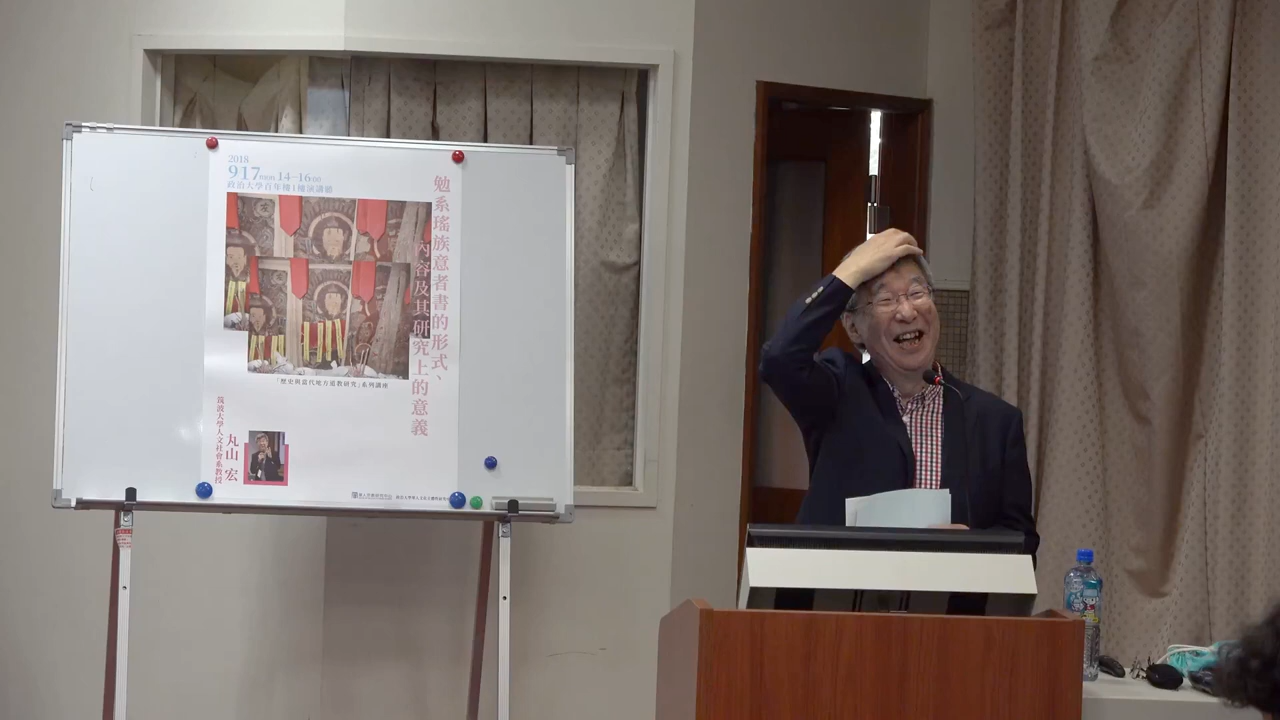 2018
917 mon 14—16:00
政治大學百年樓1樓演講廳
勉系瑤族意者書的形式、
內容及其研究上的意義
「歷史與當代地方道教研究」系列講座
筑波大學人文社會系教授
丸山 宏